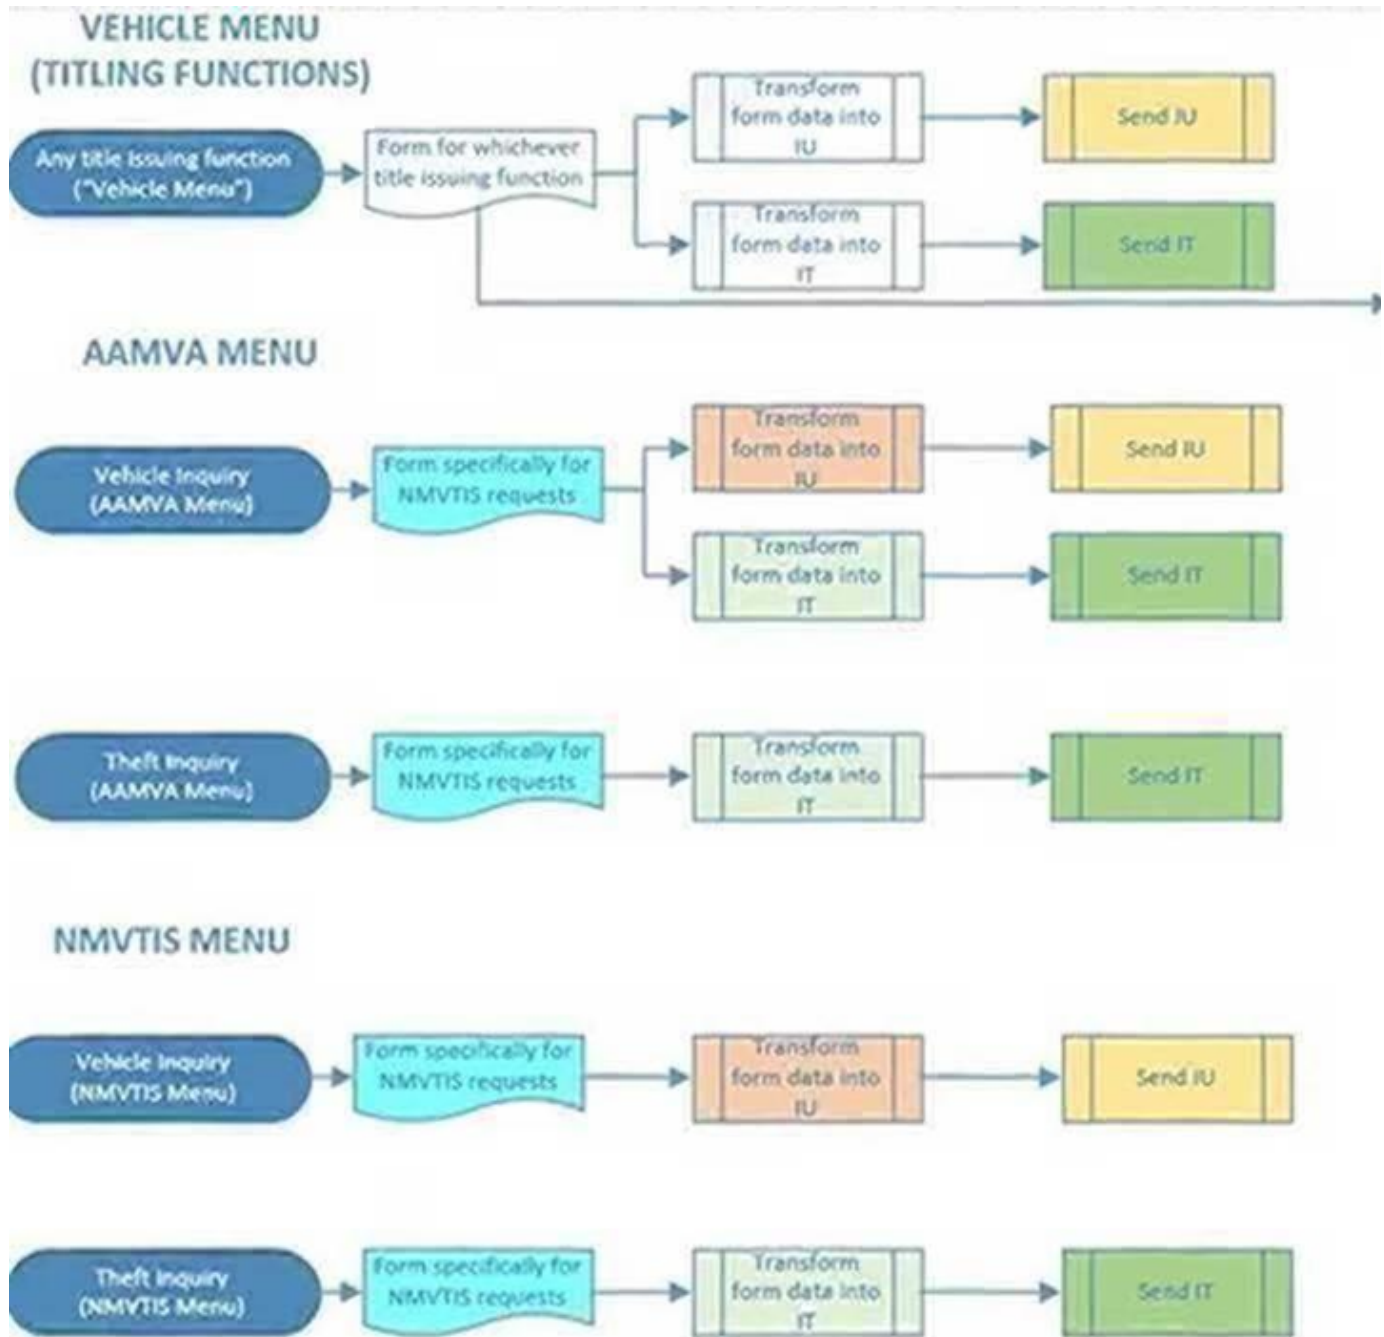 VEHICLE MENU
(TITLING FUNCTIONS)
Any title issuing function
("Vehicle Menu")
Form for whichever
title issuing function
Transform
form data into
IU
Send IU
Transform
form data into
IT
Send IT
AAMVA MENU
Vehicle Inquiry
(AAMVA Menu)
Form specifically for
NMVTIS requests
Transform
form data into
IU
Send IU
Transform
form data into
IT
Send IT
Theft Inquiry
(AAMVA Menu)
Form specifically for
NMVTIS requests
Transform
form data into
IT
Send IT
NMVTIS MENU
Vehicle Inquiry
(NMVTIS Menu)
Form specifically for
NMVTIS requests
Transform
form data into
IU
Send IU
Theft Inquiry
(NMVTIS Menu)
Form specifically for
NMVTIS requests
Transform
form data into
IT
Send IT